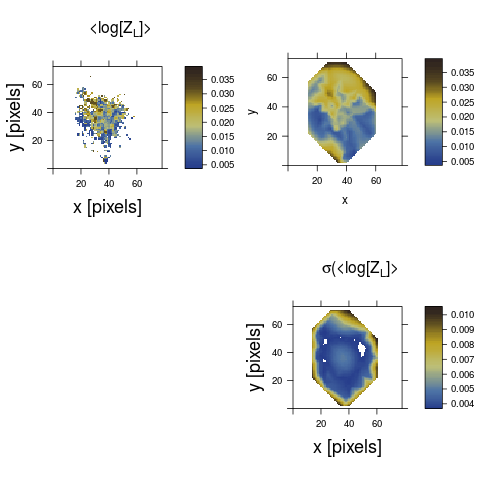 <log[Z_L]>
y [pixels]
60
40
20
20 40 60
x [pixels]
0.035
0.030
0.025
0.020
0.015
0.010
0.005
y
60
40
20
20 40 60
x
0.035
0.030
0.025
0.020
0.015
0.010
0.005
σ(<log[Z_L]>
y [pixels]
60
40
20
20 40 60
x [pixels]
0.010
0.009
0.008
0.007
0.006
0.005
0.004